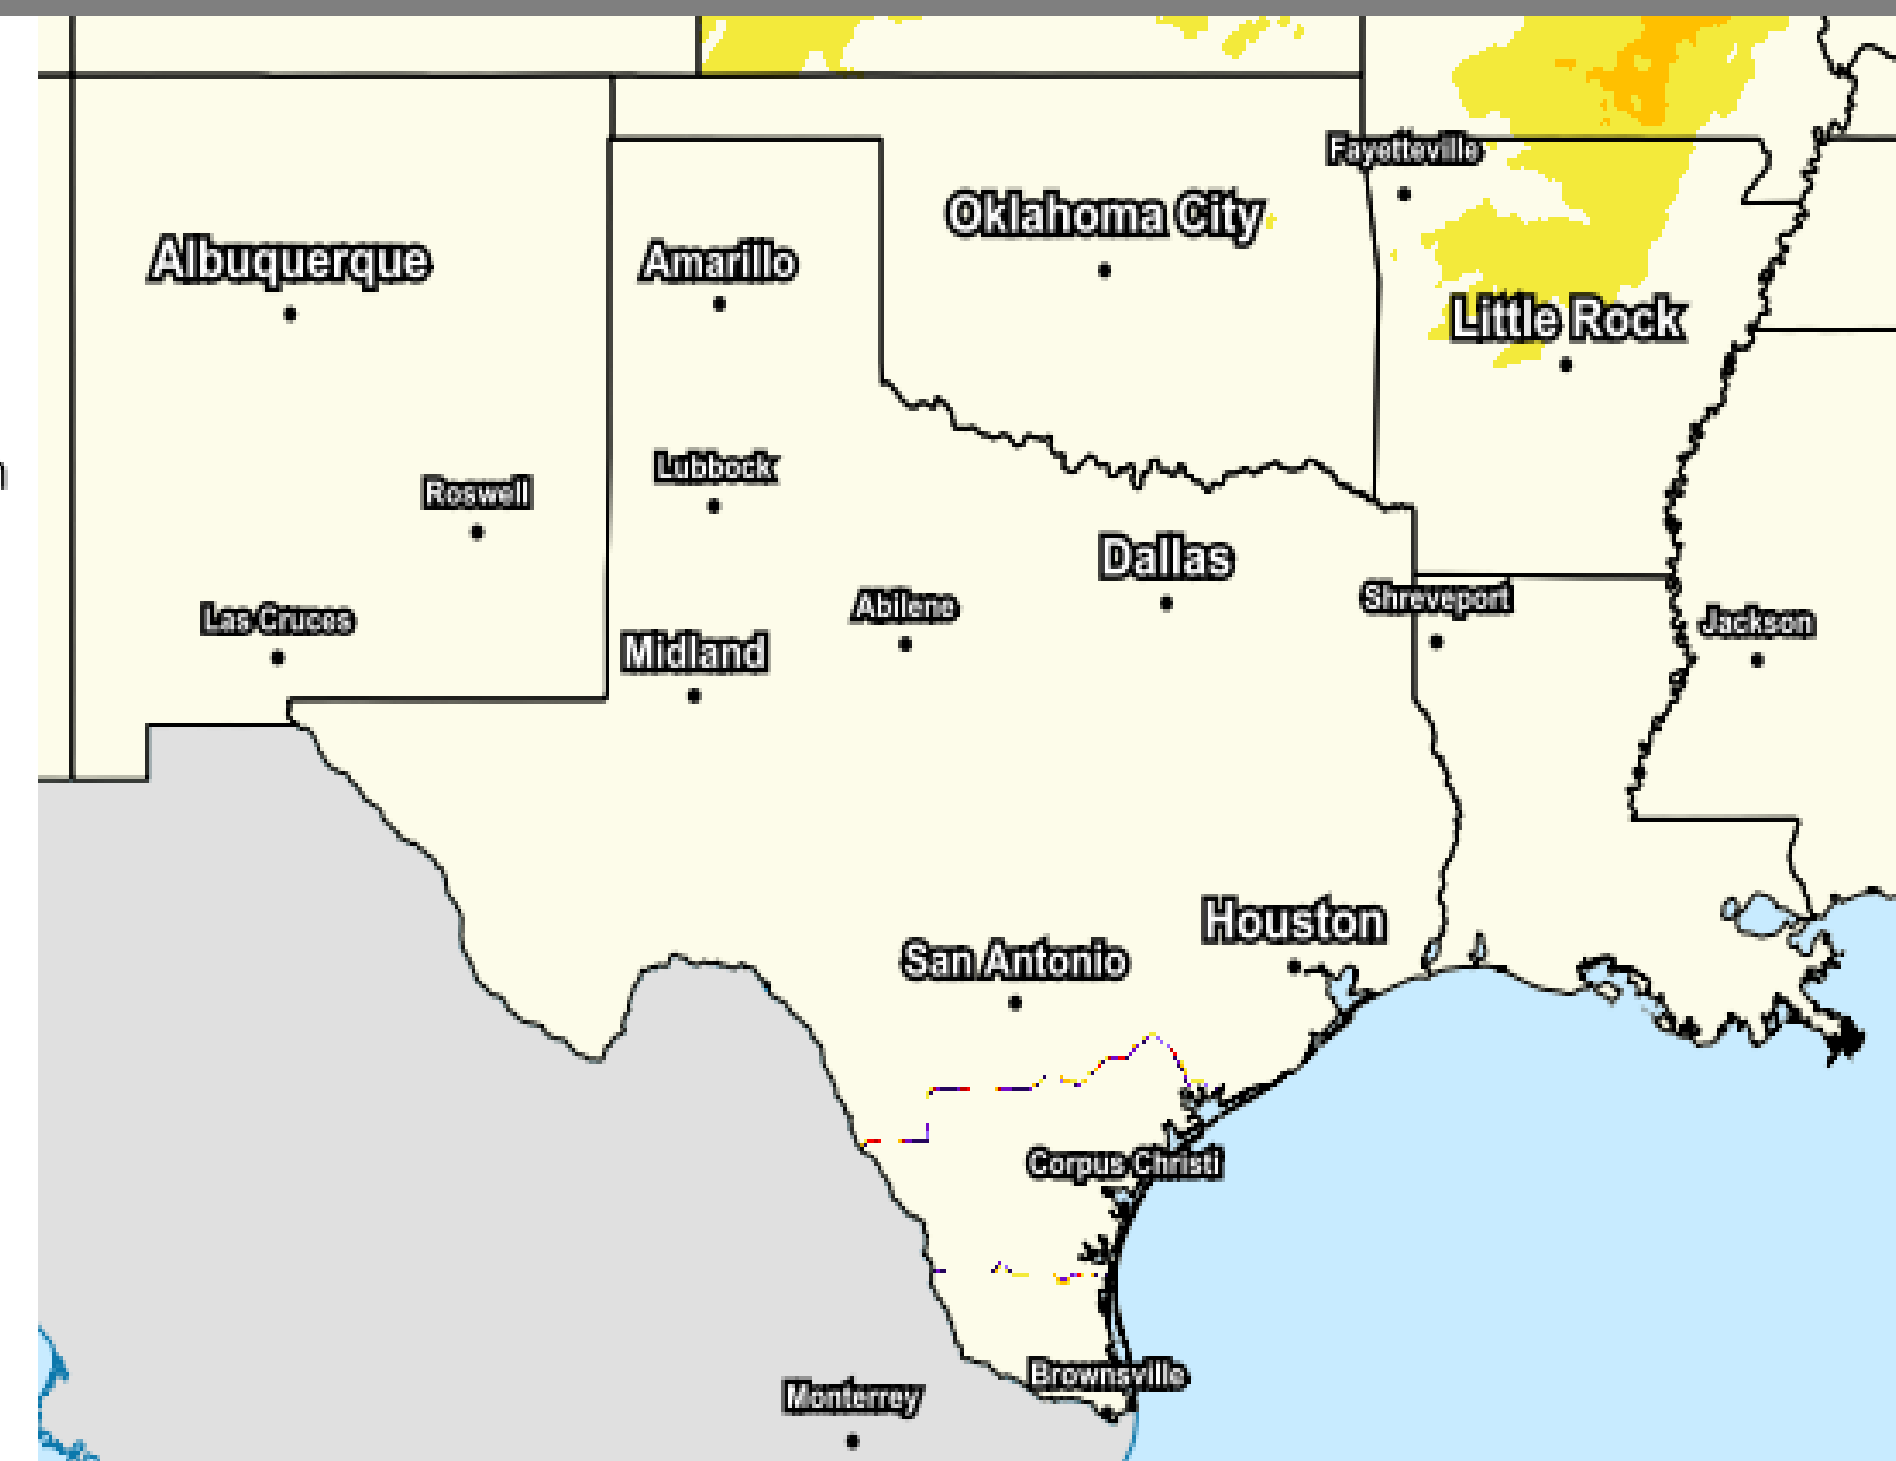 Fayetteville
Oklahoma City
Albuquerque
Amarillo
Little Rock
Lubbock
Roswell
Dallas
Shreveport
Abilene
Las Cruces
Jackson
Midland
Houston
San Antonio
Corpus Christi
Brownsville
Monterrey